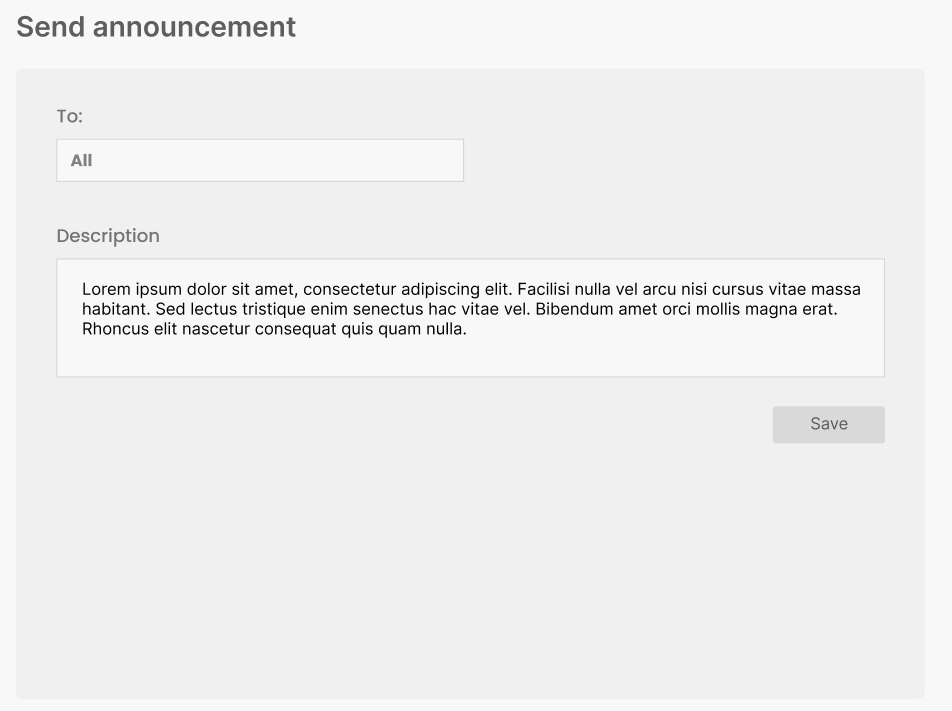 Send announcement
To:
All
Description
Lorem ipsum dolor sit amet, consectetur adipiscing elit. Facilisi nulla vel arcu nisi cursus vitae massa
habitant. Sed lectus tristique enim senectus hac vitae vel. Bibendum amet orci mollis magna erat.
Rhoncus elit nascetur consequat quis quam nulla.
Save